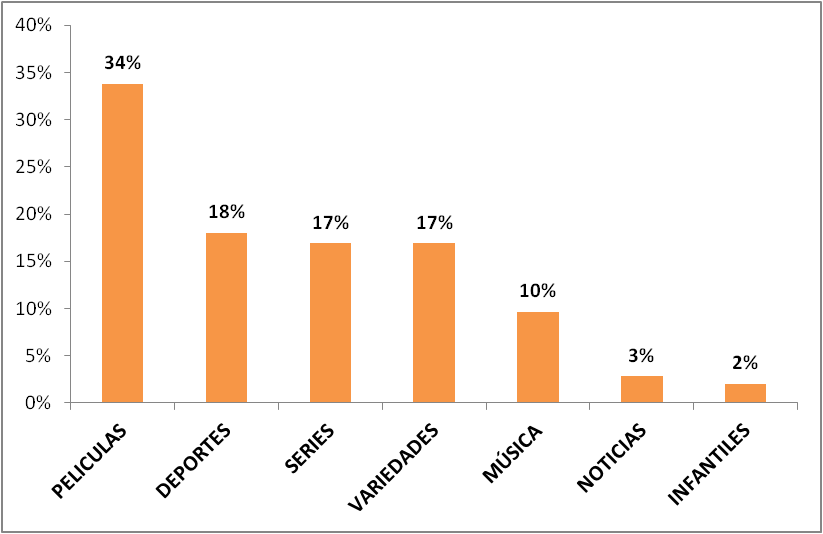 40%
35%
30%
25%
20%
15%
10%
5%
0%
34%
18%
17%
17%
10%
3%
2%
PELICULAS
DEPORTES
SERIES
VARIEDADES
MÚSICA
NOTICIAS
INFANTILES